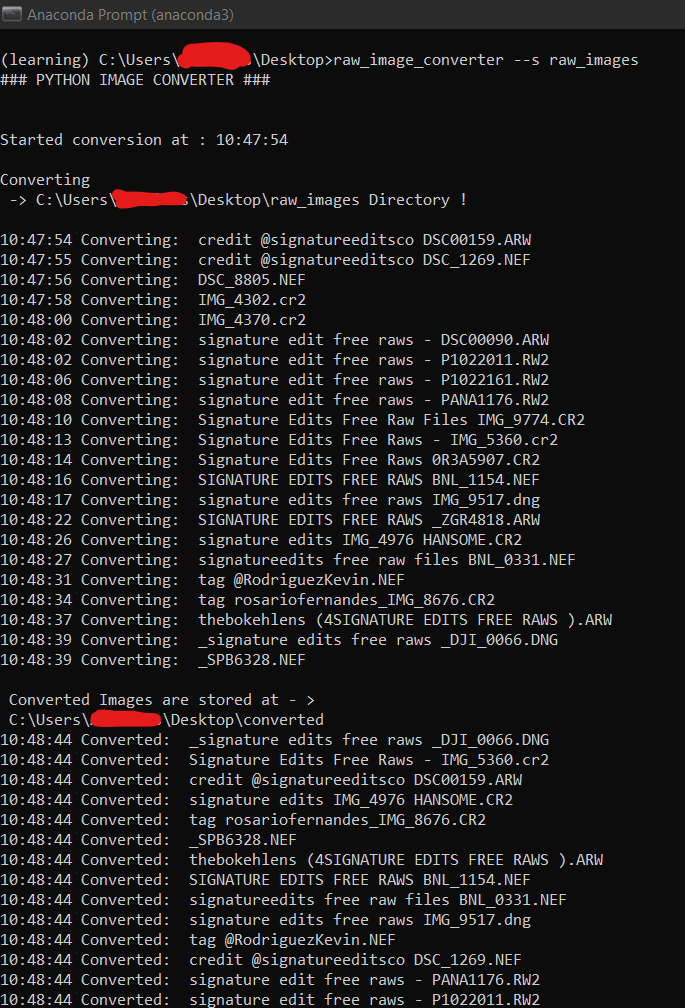 Anaconda Prompt (anaconda3)
(learning) C:\Users\ \Desktop>raw_image_converter --s raw_images
### PYTHON IMAGE CONVERTER ###
Started conversion at : 10:47:54
Converting
-> C:\Users\ \Desktop\raw_images Directory !
10:47:54 Converting: credit @signatureeditsco DSC00159.ARW
10:47:55 Converting: credit @signatureeditsco DSC_1269.NEF
10:47:56 Converting: DSC_8805.NEF
10:47:58 Converting: IMG_4302.cr2
10:48:00 Converting: IMG_4370.cr2
10:48:02 Converting: signature edit free raws - DSC00090.ARW
10:48:02 Converting: signature edit free raws - P1022011.RW2
10:48:06 Converting: signature edit free raws - P1022161.RW2
10:48:08 Converting: signature edit free raws - PANA1176.RW2
10:48:10 Converting: Signature Edits Free Raw Files IMG_9774.CR2
10:48:13 Converting: Signature Edits Free Raws - IMG_5360.cr2
10:48:14 Converting: Signature Edits Free Raws 0R3A5907.CR2
10:48:16 Converting: SIGNATURE EDITS FREE RAWS BNL_1154.NEF
10:48:17 Converting: signature edits free raws IMG_9517.dng
10:48:22 Converting: SIGNATURE EDITS FREE RAWS _ZGR4818.ARW
10:48:26 Converting: signature edits IMG_4976 HANSOME.CR2
10:48:27 Converting: signatureedits free raw files BNL_0331.NEF
10:48:31 Converting: tag @RodriguezKevin.NEF
10:48:34 Converting: tag rosariofernandes_IMG_8676.CR2
10:48:37 Converting: thebokehlens (4SIGNATURE EDITS FREE RAWS ).ARW
10:48:39 Converting: _signature edits free raws _DJI_0066.DNG
10:48:39 Converting: _SPB6328.NEF
Converted Images are stored at - >
C:\Users\ \Desktop\converted
10:48:44 Converted: _signature edits free raws _DJI_0066.DNG
10:48:44 Converted: Signature Edits Free Raws - IMG_5360.cr2
10:48:44 Converted: credit @signatureeditsco DSC00159.ARW
10:48:44 Converted: signature edits IMG_4976 HANSOME.CR2
10:48:44 Converted: tag rosariofernandes_IMG_8676.CR2
10:48:44 Converted: _SPB6328.NEF
10:48:44 Converted: thebokehlens (4SIGNATURE EDITS FREE RAWS ).ARW
10:48:44 Converted: SIGNATURE EDITS FREE RAWS BNL_1154.NEF
10:48:44 Converted: signatureedits free raw files BNL_0331.NEF
10:48:44 Converted: signature edits free raws IMG_9517.dng
10:48:44 Converted: tag @RodriguezKevin.NEF
10:48:44 Converted: credit @signatureeditsco DSC_1269.NEF
10:48:44 Converted: signature edit free raws - PANA1176.RW2
10:48:44 Converted: signature edit free raws - P1022011.RW2